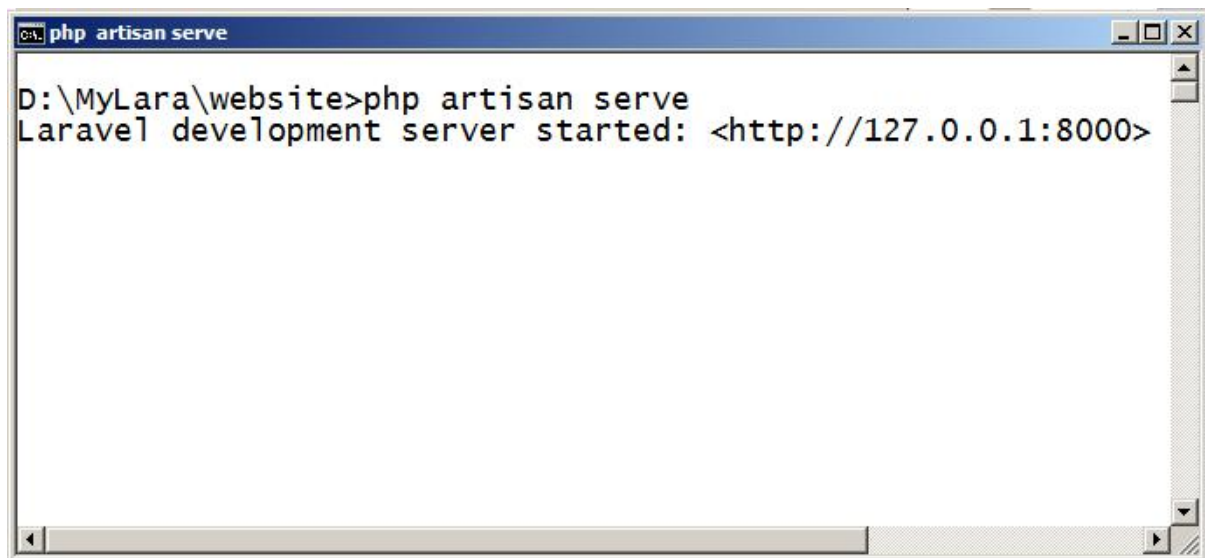 php artisan serve
D:\MyLara\website>php artisan serve
Laravel development server started: <http://127.0.0.1:8000>